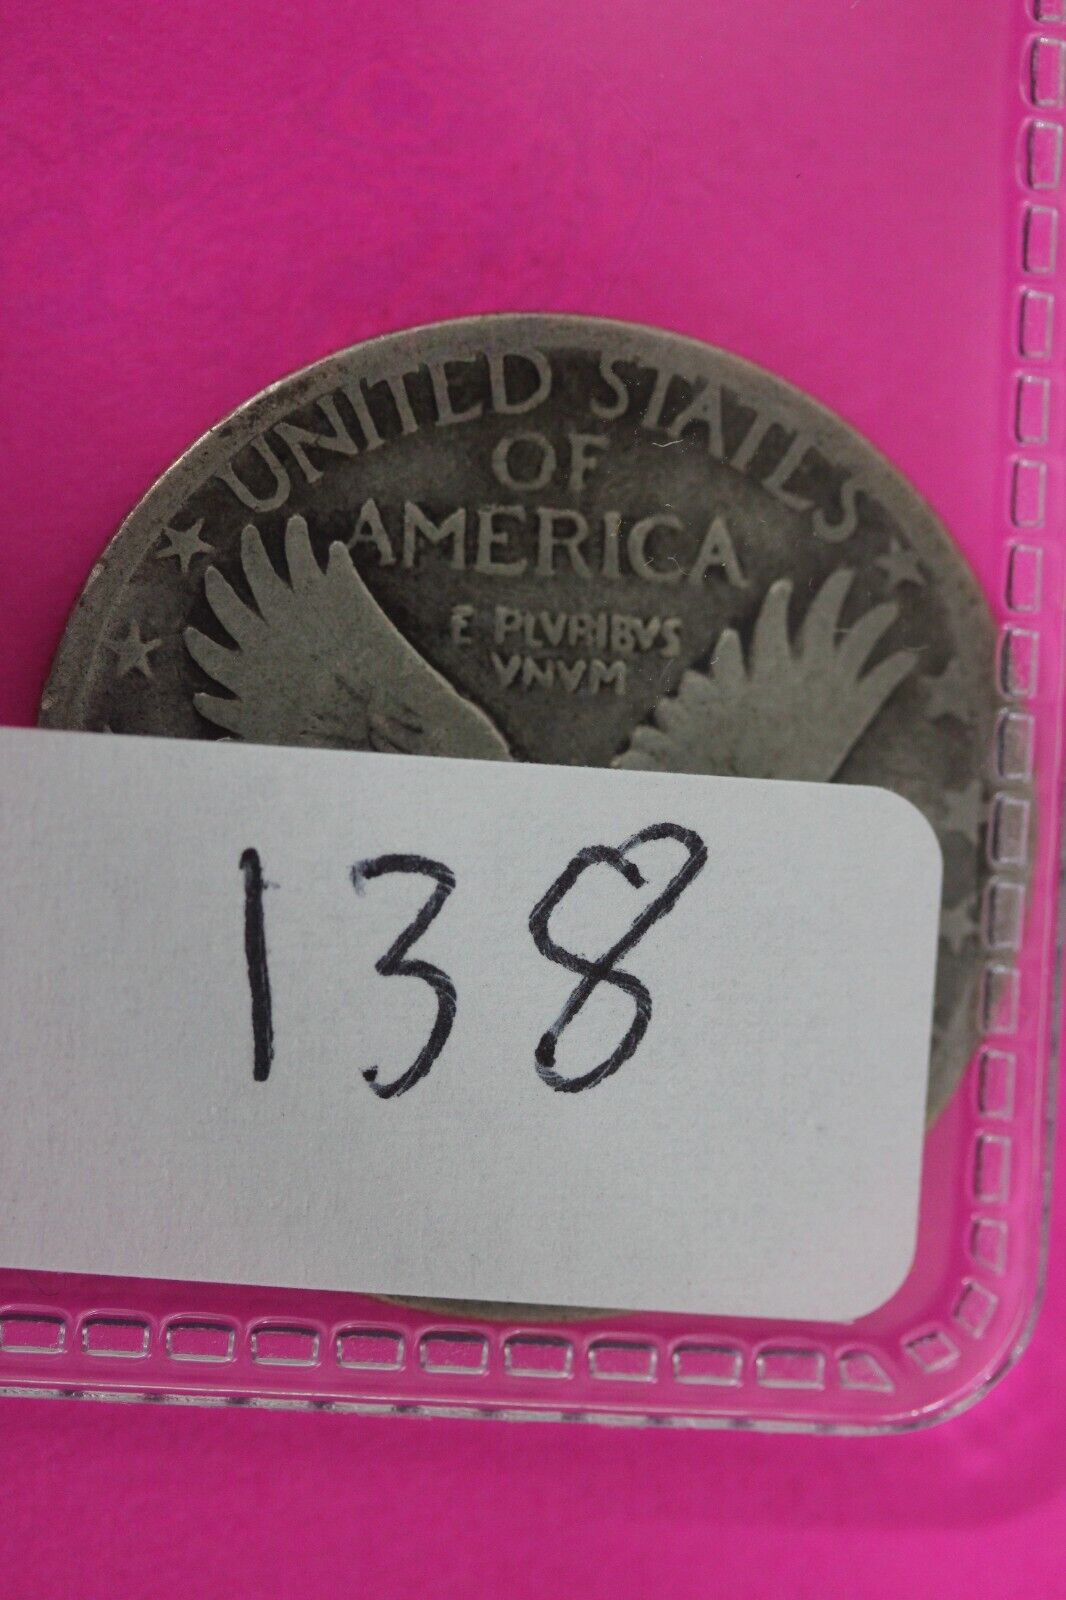 UNITED STATES
OF
AMERICA
E PLVRIBVS
VNVM
138